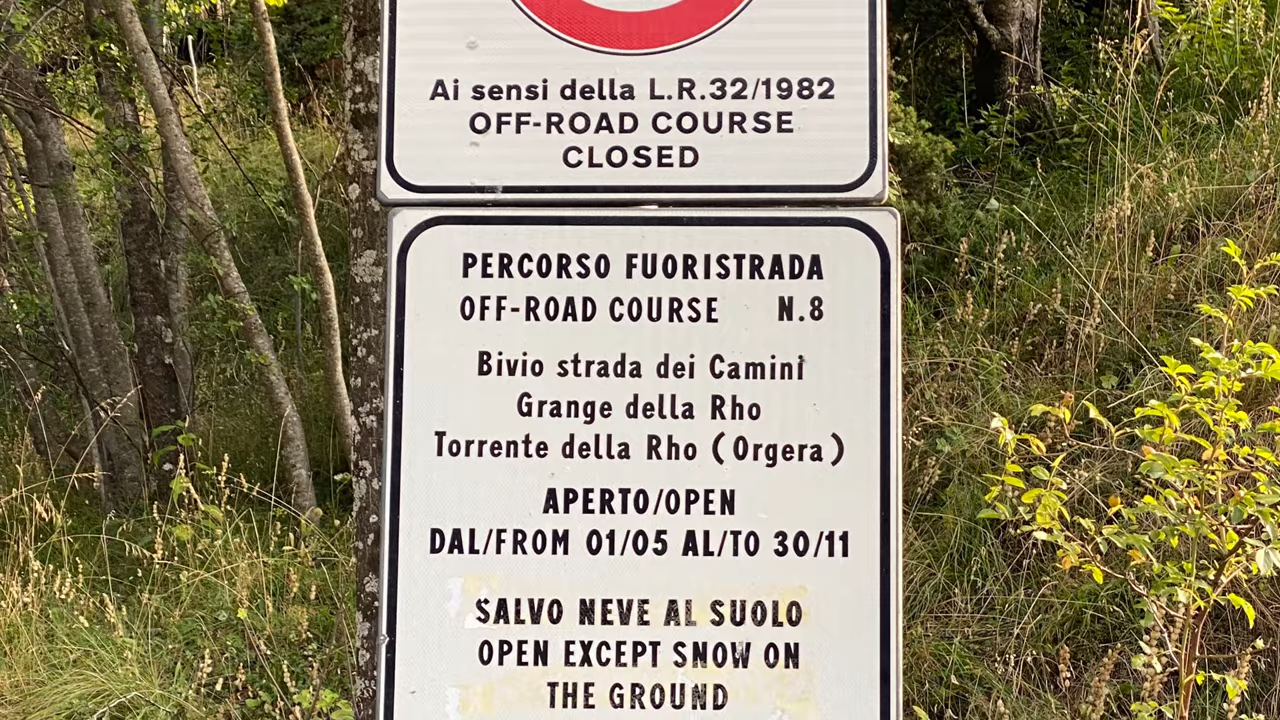 Ai sensi della L.R.32/1982
OFF-ROAD COURSE
CLOSED
PERCORSO FUORISTRADA
OFF-ROAD COURSE N.8
Bivio strada dei Camini
Grange della Rho
Torrente della Rho (Orgera)
APERTO/OPEN
DAL/FROM 01/05 AL/TO 30/11
SALVO NEVE AL SUOLO
OPEN EXCEPT SNOW ON
THE GROUND